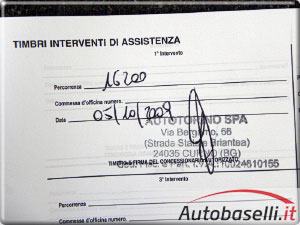 TIMBRI INTERVENTI DI ASSISTENZA
1° Intervento
Percorrenza 16200
Commessa d'officina numero.
Data 05/10/2009
AUTOTORINO SPA
Via Bergamo, 66
(Strada Statale Briantea)
24035 CURNO (BG)
TIMBRO & FIRMA DEL CONCESSIONARIO AUTORIZZATO
3° Intervento
Percorrenza
Commessa d'officina numero.
Autobaselli.it